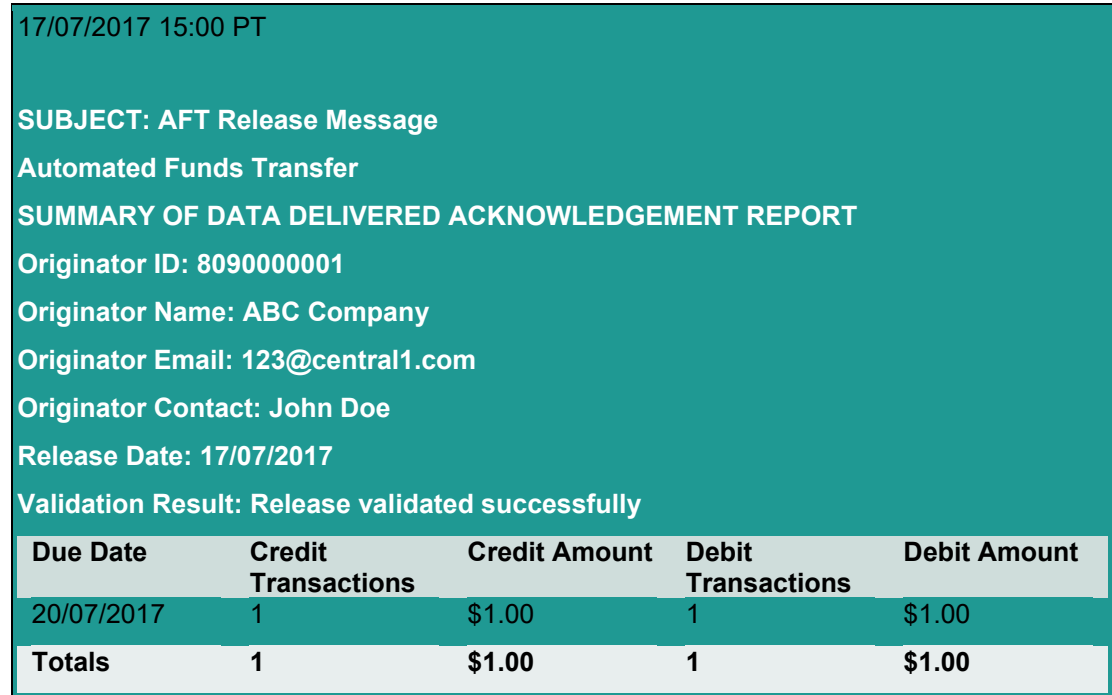 17/07/2017 15:00 PT
SUBJECT: AFT Release Message
Automated Funds Transfer
SUMMARY OF DATA DELIVERED ACKNOWLEDGEMENT REPORT
Originator ID: 8090000001
Originator Name: ABC Company
Originator Email: 123@central1.com
Originator Contact: John Doe
Release Date: 17/07/2017
Validation Result: Release validated successfully
Due Date Credit Transactions Credit Amount Debit Transactions Debit Amount
20/07/2017 1 $1.00 1 $1.00
Totals 1 $1.00 1 $1.00